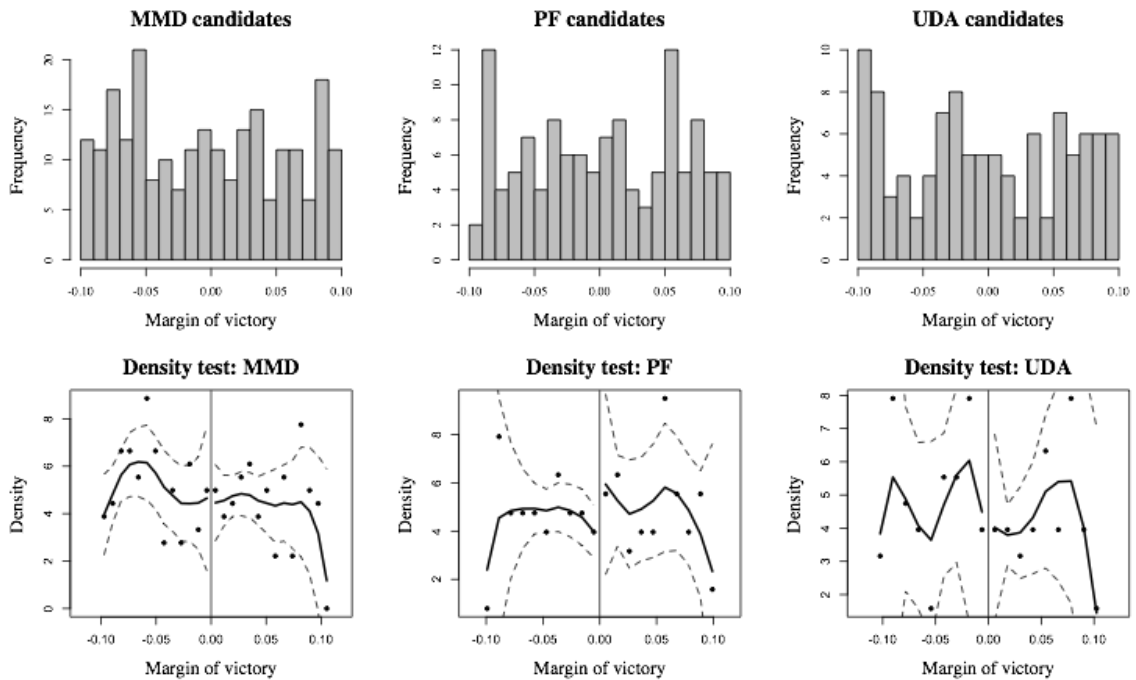 MMD candidates
PF candidates
UDA candidates
Frequency
0 5 10 15 20
-0.10 -0.05 0.00 0.05 0.10
Margin of victory
Frequency
0 2 4 6 8 10 12
-0.10 -0.05 0.00 0.05 0.10
Margin of victory
Frequency
0 2 4 6 8 10
-0.10 -0.05 0.00 0.05 0.10
Margin of victory
Density test: MMD
Density test: PF
Density test: UDA
Density
0 2 4 6 8
-0.10 -0.05 0.00 0.05 0.10
Margin of victory
Density
2 4 6 8
-0.10 -0.05 0.00 0.05 0.10
Margin of victory
Density
2 3 4 5 6 7 8
-0.10 -0.05 0.00 0.05 0.10
Margin of victory